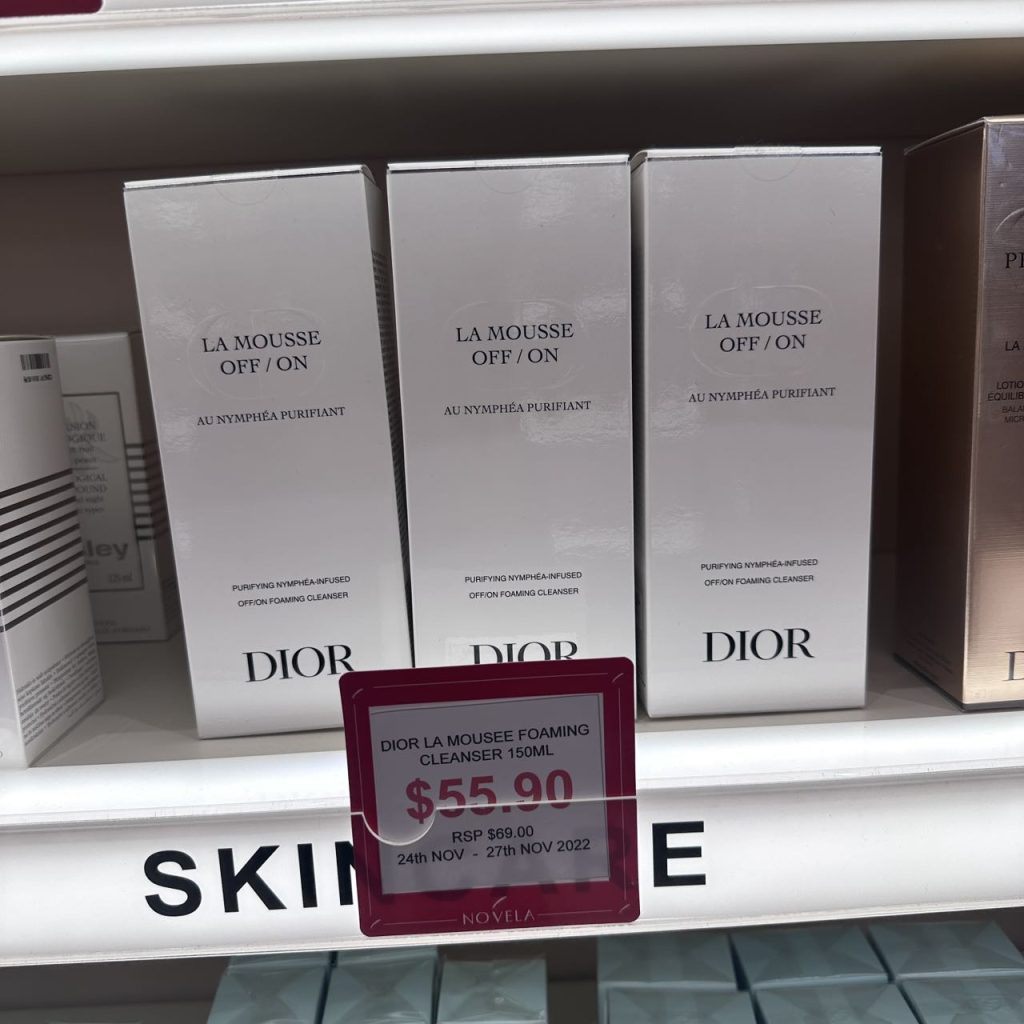 LA MOUSSE
OFF / ON
AU NYMPHÉA PURIFIANT
PURIFYING NYMPHÉA-INFUSED
OFF/ON FOAMING CLEANSER
DIOR
LA MOUSSE
OFF / ON
AU NYMPHÉA PURIFIANT
PURIFYING NYMPHÉA-INFUSED
OFF/ON FOAMING CLEANSER
DIOR
LA MOUSSE
OFF / ON
AU NYMPHÉA PURIFIANT
PURIFYING NYMPHÉA-INFUSED
OFF/ON FOAMING CLEANSER
DIOR
LA
DIOR LA MOUSEE FOAMING
CLEANSER 150ML
$55.90
RSP $69.00
24th NOV - 27th NOV 2022
NOVELA
SKINCARE